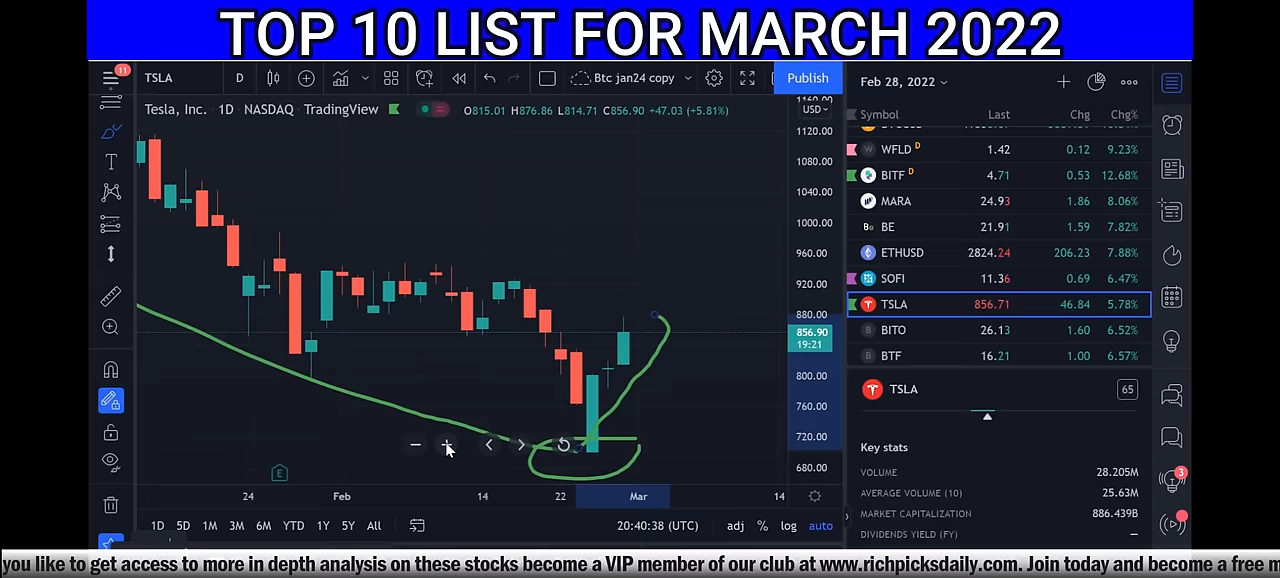 TOP 10 LIST FOR MARCH 2022
11
TSLA
D
Btc jan24 copy
Publish
Feb 28, 2022
Tesla, Inc. · 1D · NASDAQ · TradingView
O815.01 H876.86 L814.71 C856.90 +47.03 (+5.81%)
USD
1120.00
1080.00
1040.00
1000.00
960.00
920.00
880.00
856.90
19:21
800.00
760.00
720.00
680.00
E
24
Feb
14
22
Mar
14
1D 5D 1M 3M 6M YTD 1Y 5Y All
20:40:38 (UTC)
adj % log auto
Symbol Last Chg Chg%
WFLD D 1.42 0.12 9.23%
BITF D 4.71 0.53 12.68%
MARA 24.93 1.86 8.06%
BE 21.91 1.59 7.82%
ETHUSD 2824.24 206.23 7.88%
SOFI 11.36 0.69 6.47%
TSLA 856.71 46.84 5.78%
BITO 26.13 1.60 6.52%
BTF 16.21 1.00 6.57%
TSLA
65
Key stats
VOLUME 28.205M
AVERAGE VOLUME (10) 25.63M
MARKET CAPITALIZATION 886.439B
DIVIDENDS YIELD (FY) —
3
you like to get access to more in depth analysis on these stocks become a VIP member of our club at www.richpicksdaily.com. Join today and become a free m